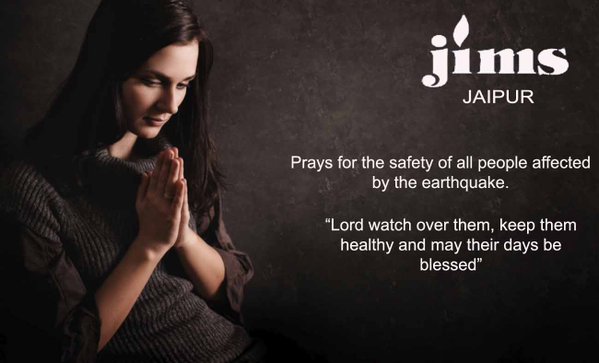 jims
JAIPUR
Prays for the safety of all people affected
by the earthquake.
“Lord watch over them, keep them
healthy and may their days be
blessed”